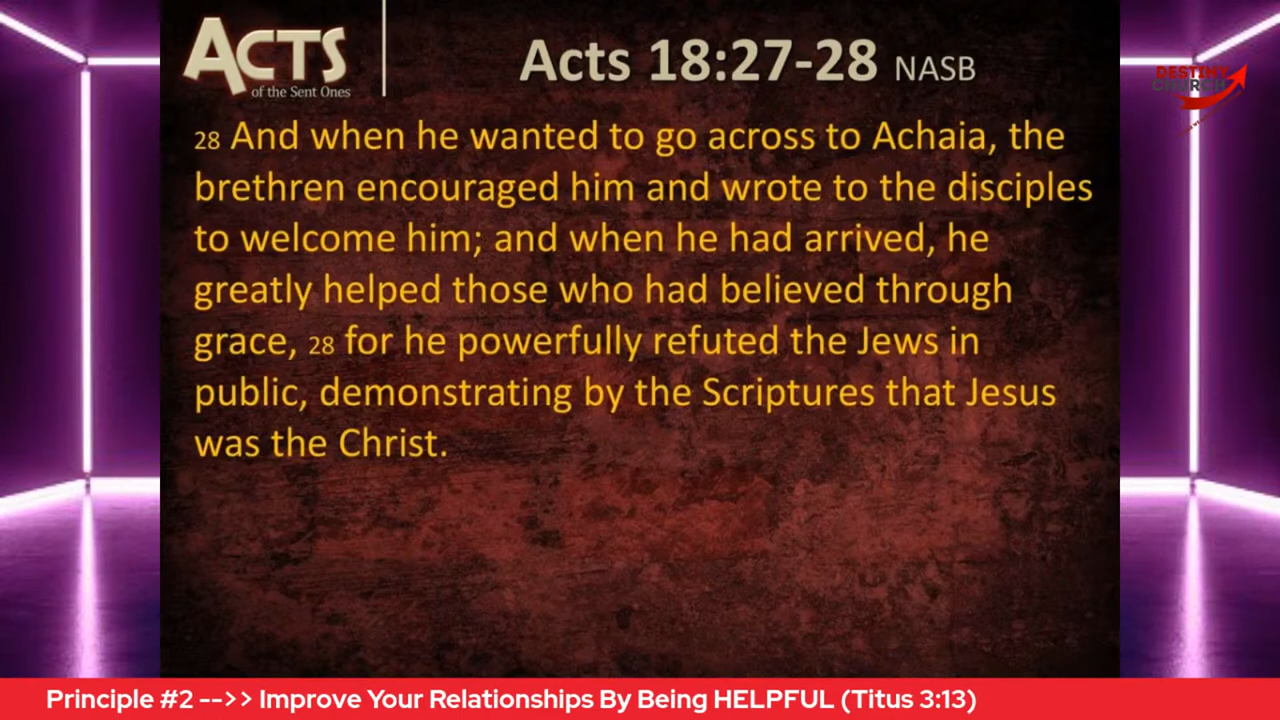 ACTS
of the Sent Ones
Acts 18:27-28 NASB
DESTINY
CHURCH
28 And when he wanted to go across to Achaia, the
brethren encouraged him and wrote to the disciples
to welcome him; and when he had arrived, he
greatly helped those who had believed through
grace, 28 for he powerfully refuted the Jews in
public, demonstrating by the Scriptures that Jesus
was the Christ.
Principle #2 -->> Improve Your Relationships By Being HELPFUL (Titus 3:13)